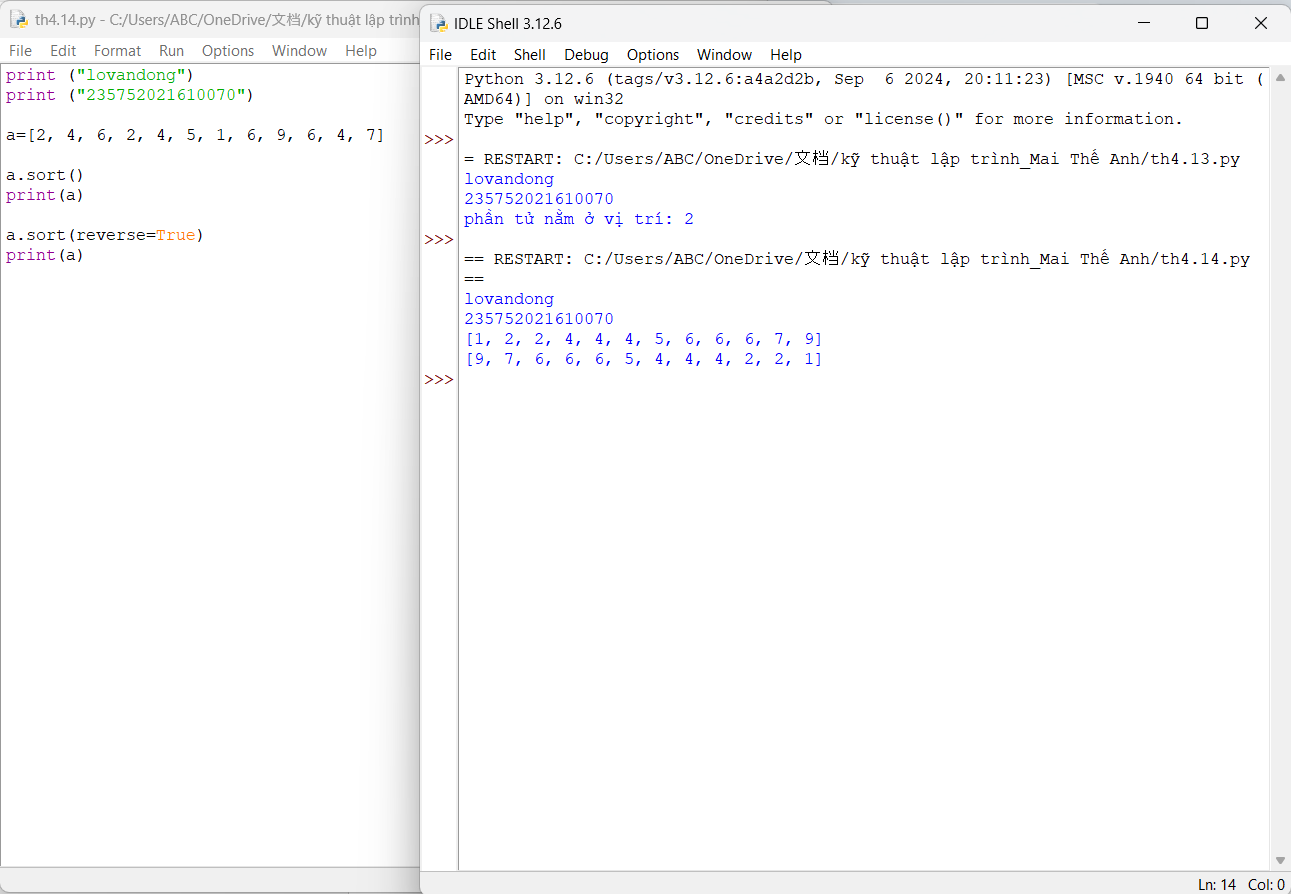 th4.14.py - C:/Users/ABC/OneDrive/文档/kỹ thuật lập trình
File Edit Format Run Options Window Help
print ("lovandong")
print ("235752021610070")
a=[2, 4, 6, 2, 4, 5, 1, 6, 9, 6, 4, 7]
a.sort()
print(a)
a.sort(reverse=True)
print(a)
IDLE Shell 3.12.6
File Edit Shell Debug Options Window Help
Python 3.12.6 (tags/v3.12.6:a4a2d2b, Sep  6 2024, 20:11:23) [MSC v.1940 64 bit (
AMD64)] on win32
Type "help", "copyright", "credits" or "license()" for more information.
>>>
= RESTART: C:/Users/ABC/OneDrive/文档/kỹ thuật lập trình_Mai Thế Anh/th4.13.py
lovandong
235752021610070
phần tử nằm ở vị trí: 2
>>>
== RESTART: C:/Users/ABC/OneDrive/文档/kỹ thuật lập trình_Mai Thế Anh/th4.14.py
==
lovandong
235752021610070
[1, 2, 2, 4, 4, 4, 5, 6, 6, 6, 7, 9]
[9, 7, 6, 6, 6, 5, 4, 4, 4, 2, 2, 1]
>>>
Ln: 14 Col: 0